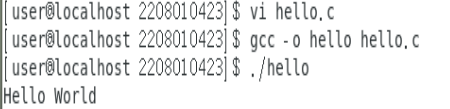 [user@localhost 2208010423]$ vi hello.c
[user@localhost 2208010423]$ gcc -o hello hello.c
[user@localhost 2208010423]$ ./hello
Hello World